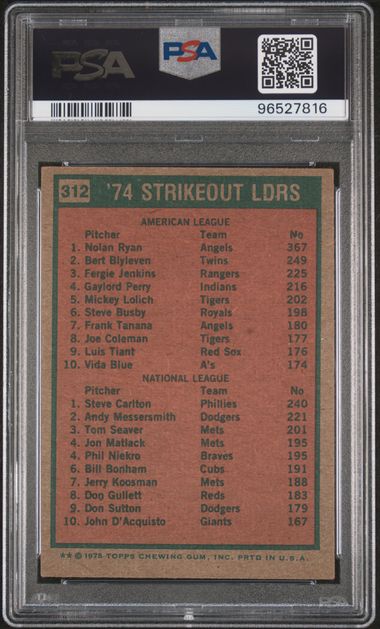 PSA
PSA
96527816
312 '74 STRIKEOUT LDRS
AMERICAN LEAGUE
Pitcher Team No
1. Nolan Ryan Angels 367
2. Bert Blyleven Twins 249
3. Fergie Jenkins Rangers 225
4. Gaylord Perry Indians 216
5. Mickey Lolich Tigers 202
6. Steve Busby Royals 198
7. Frank Tanana Angels 180
8. Joe Coleman Tigers 177
9. Luis Tiant Red Sox 176
10. Vida Blue A's 174
NATIONAL LEAGUE
Pitcher Team No
1. Steve Carlton Phillies 240
2. Andy Messersmith Dodgers 221
3. Tom Seaver Mets 201
4. Jon Matlack Mets 195
4. Phil Niekro Braves 195
6. Bill Bonham Cubs 191
7. Jerry Koosman Mets 188
8. Don Gullett Reds 183
9. Don Sutton Dodgers 179
10. John D'Acquisto Giants 167
★★ © 1975 TOPPS CHEWING GUM, INC. PRTD IN U.S.A.